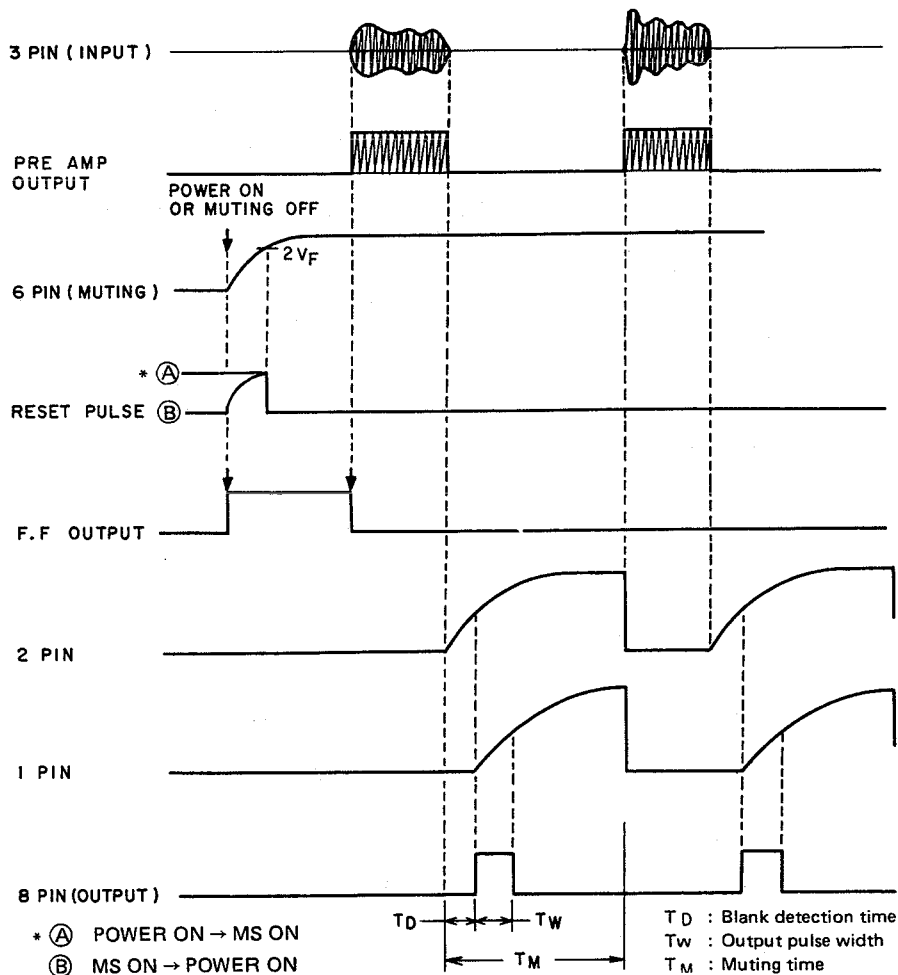 3 PIN ( INPUT )
PRE AMP
OUTPUT
POWER ON
OR MUTING OFF
2VF
6 PIN ( MUTING )
* Ⓐ
RESET PULSE Ⓑ
F.F OUTPUT
2 PIN
1 PIN
8 PIN (OUTPUT)
TD
TW
TM
* Ⓐ POWER ON → MS ON
Ⓑ MS ON → POWER ON
TD : Blank detection time
TW : Output pulse width
TM : Muting time